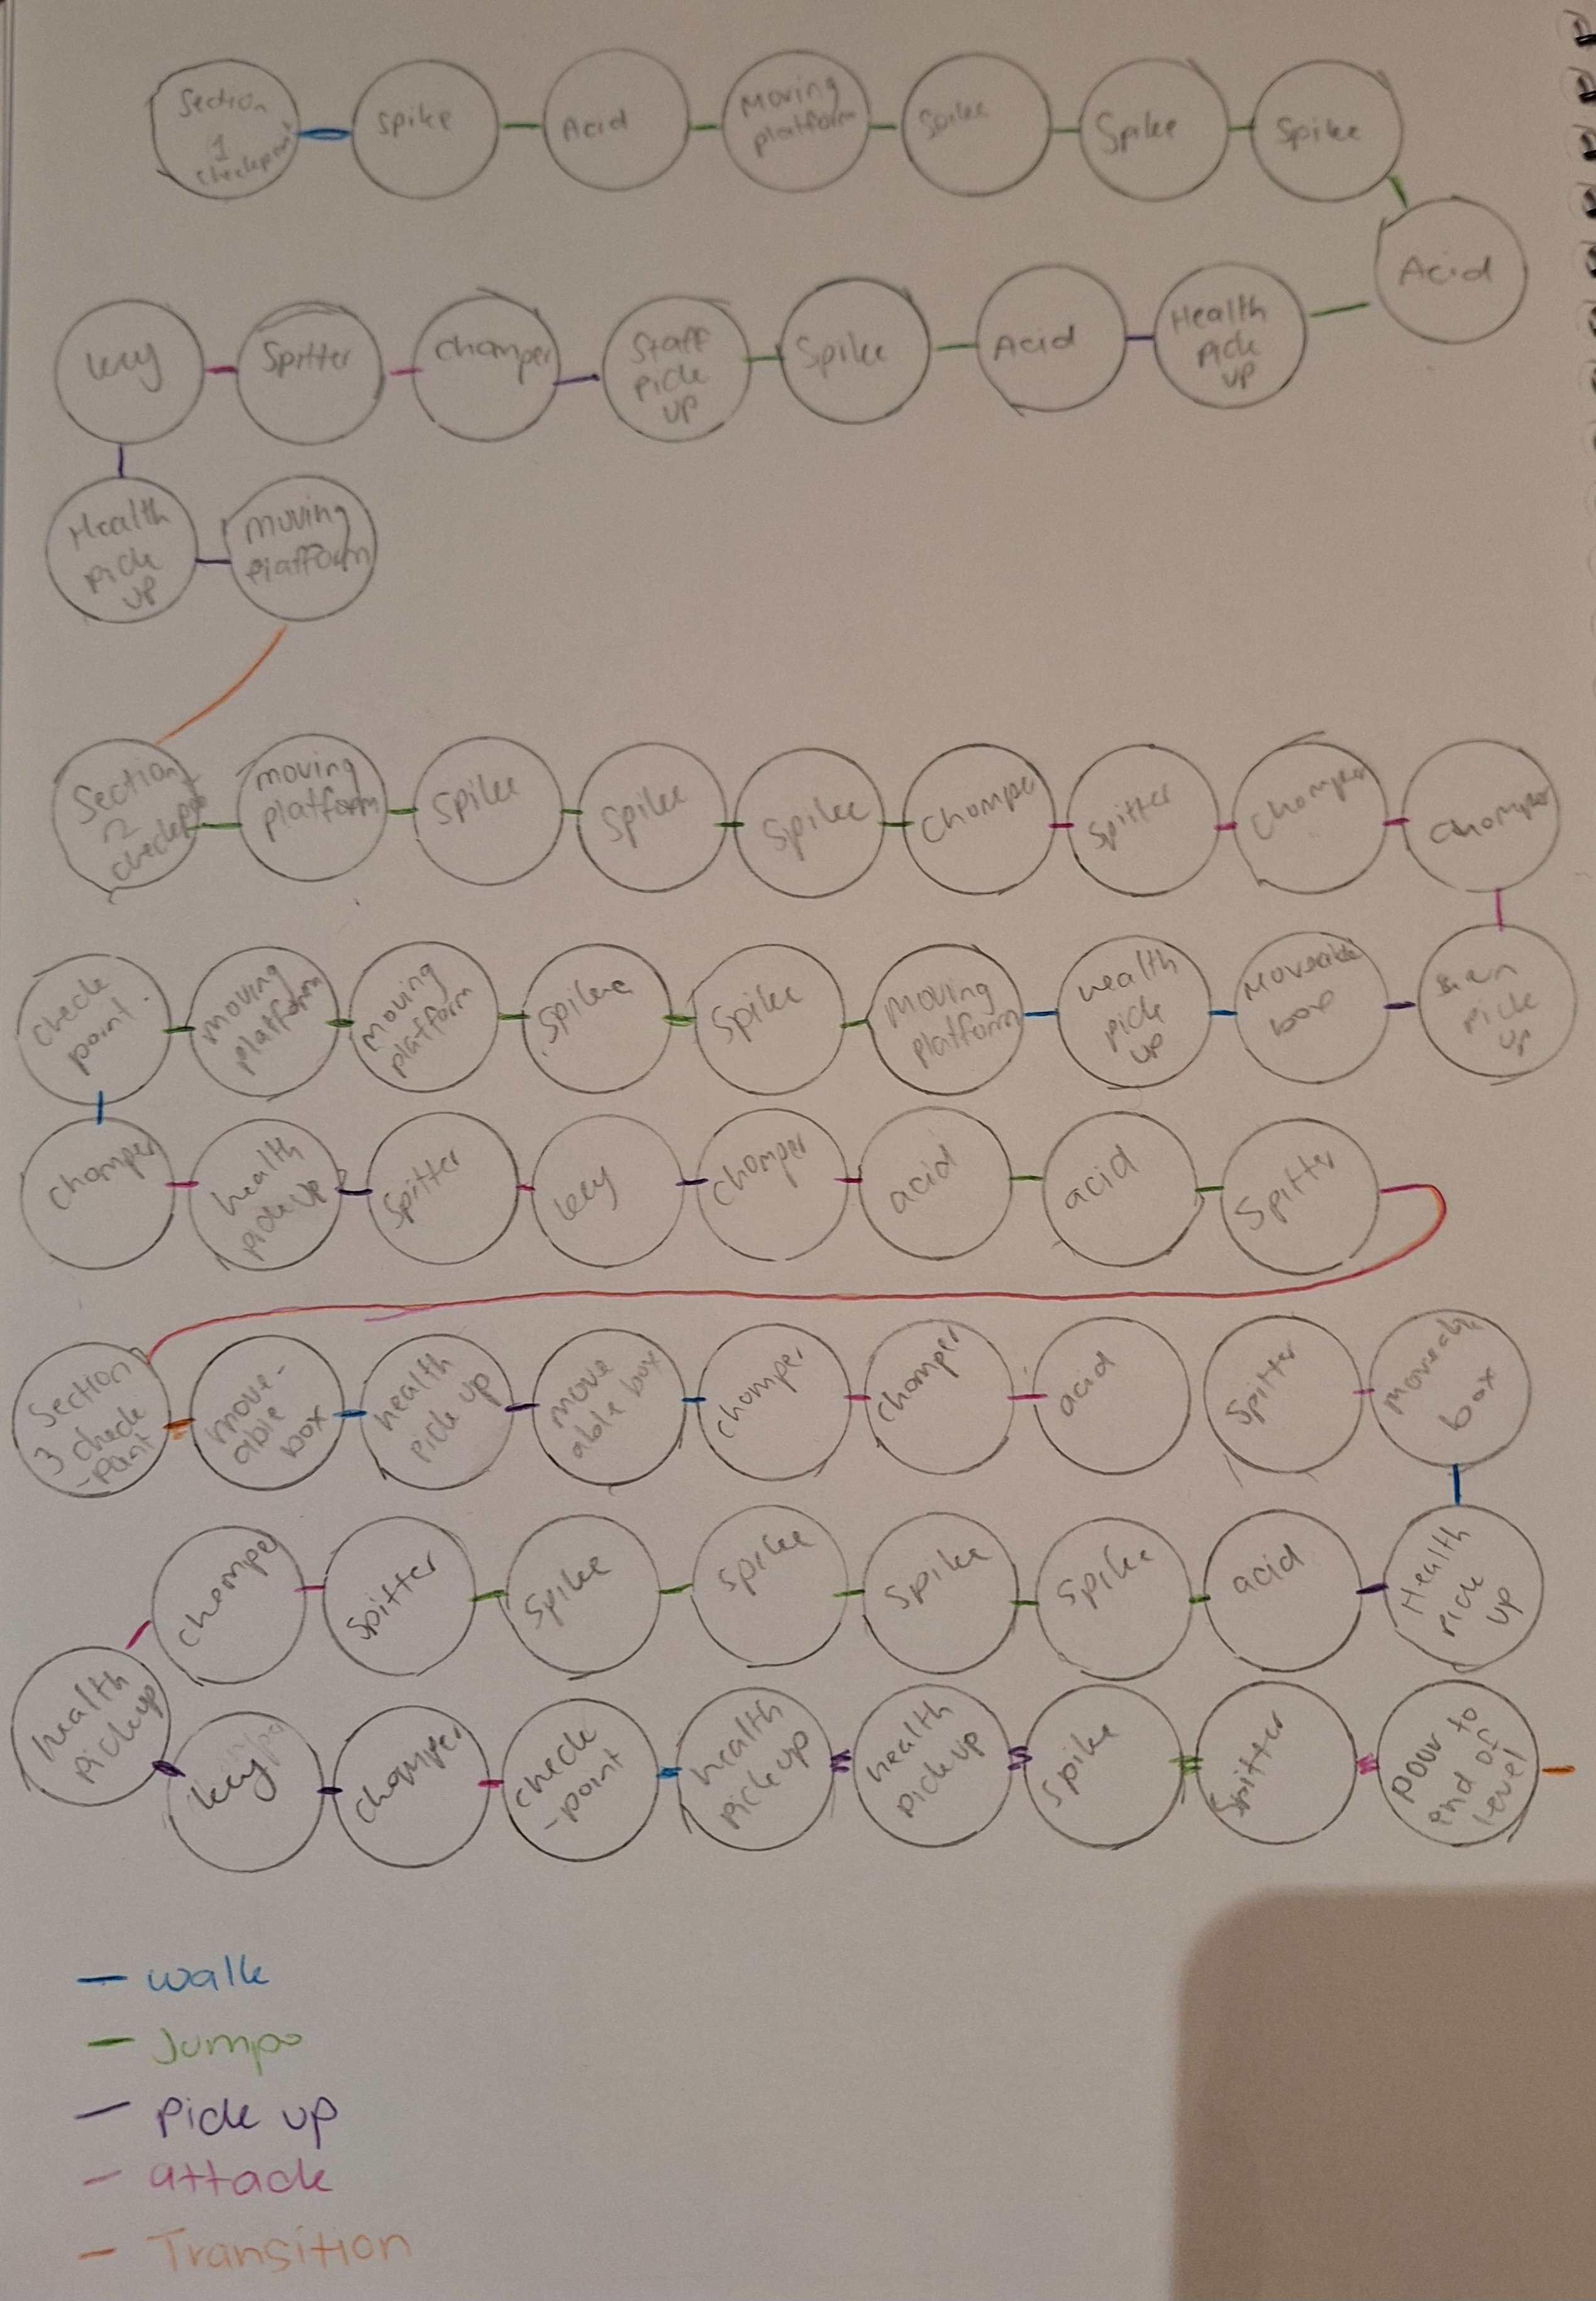 Section
1
checkpoint
Spike
Acid
Moving
platform
Spike
Spike
Spike
Acid
key
Spitter
Chomper
Staff
pick
up
Spike
Acid
Health
pick
up
Health
pick
up
moving
platform
Section
2
checkpoint
moving
platform
Spike
Spike
Spike
Chomper
Spitter
Chomper
Chomper
check
point.
moving
platform
moving
platform
Spike
Spike
moving
platform
health
pick
up
Moveable
box
pick
up
Chomper
health
pick up
Spitter
key
Chomper
acid
acid
Spitter
Section
3 check
-point
move-
able
box
health
pick up
move
able box
chomper
chomper
acid
Spitter
moveable
box
chomper
Spitter
Spike
Spike
Spike
Spike
acid
Health
pick
up
health
pick up
key
chomper
check
-point
health
pick up
health
pick up
Spike
Spitter
Door to
end of
level
— walk
— Jump
— Pick up
— attack
— Transition